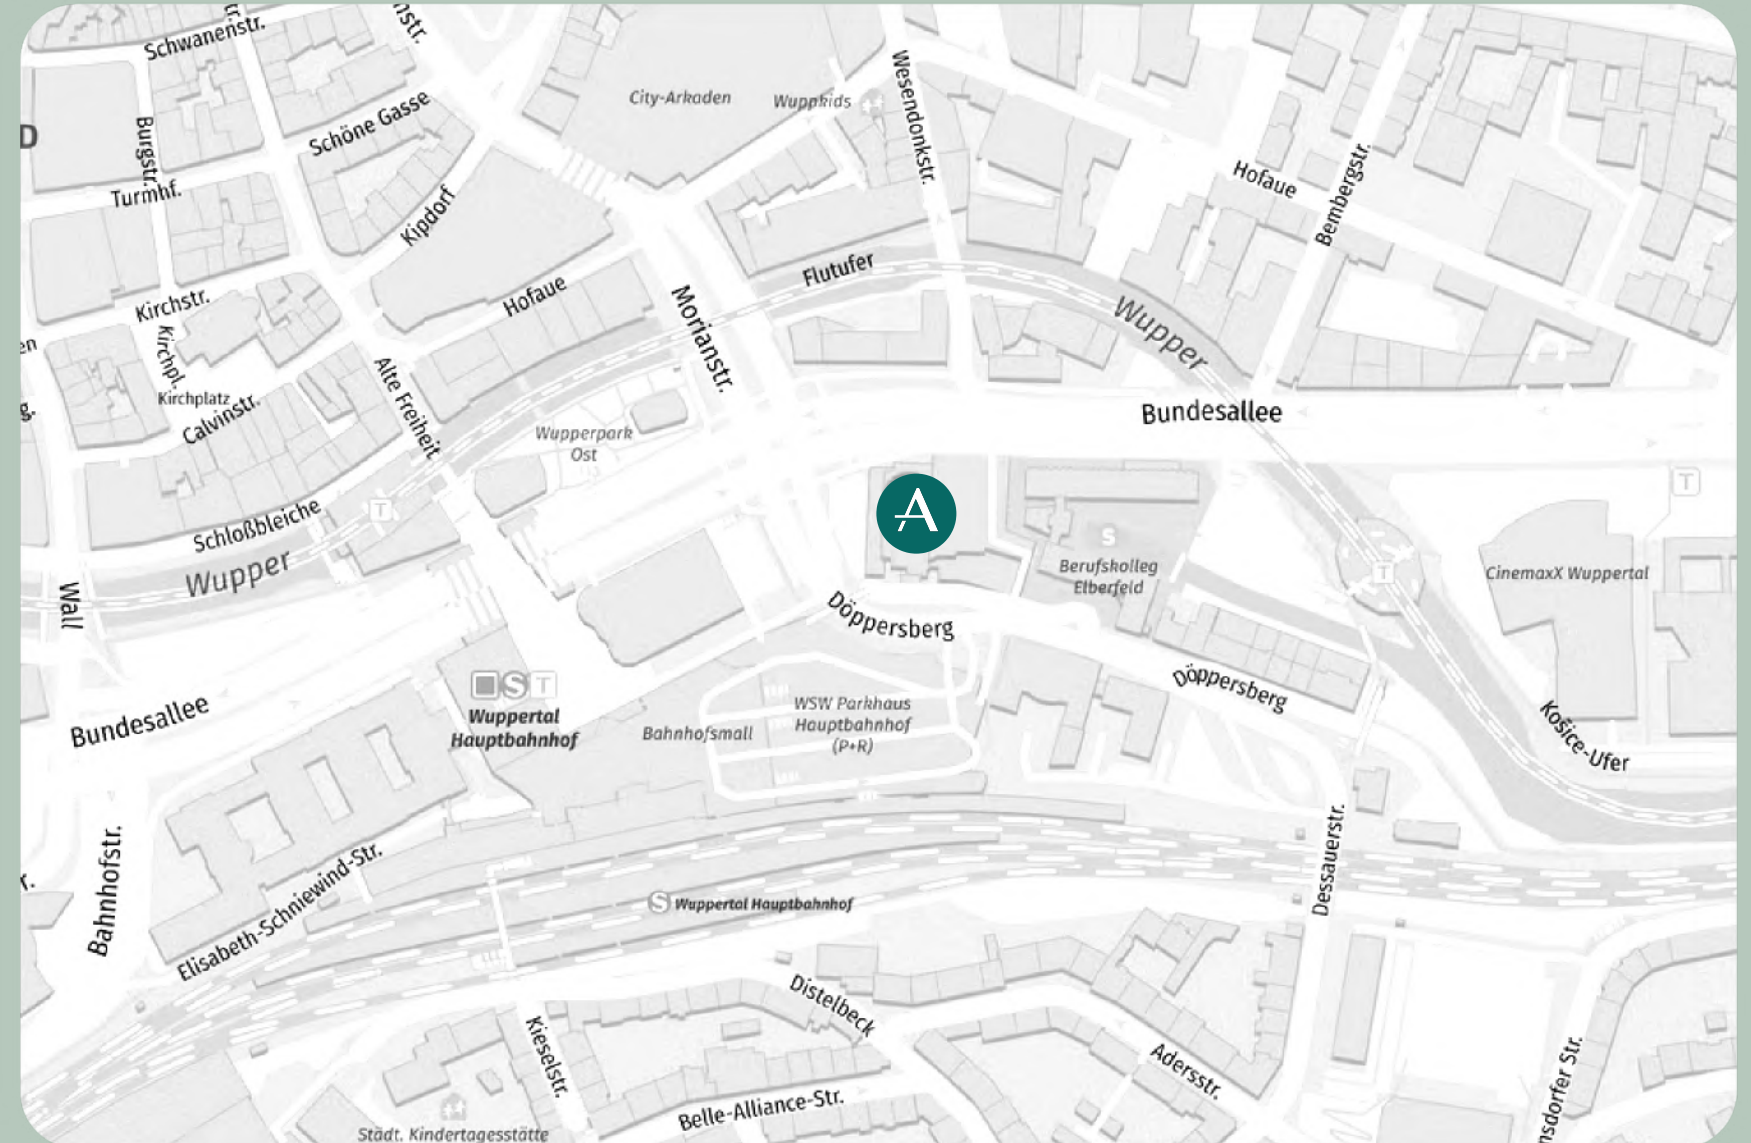 Schwanenstr.
Schöne Gasse
Burgstr.
Turmhf.
Kipdorf
City-Arkaden
Wuppkids
Wesendonkstr.
Hofaue
Bembergstr.
Kirchstr.
Kirchpl.
Kirchplatz
Calvinstr.
Hofaue
Morianstr.
Flutufer
Wupper
Alte Freiheit
Bundesallee
Wupperpark
Ost
T
A
S
Berufskolleg
Elberfeld
T
CinemaxX Wuppertal
T
Schloßbleiche
Wupper
Wall
Döppersberg
Döppersberg
Košice-Ufer
Bundesallee
S T
Wuppertal
Hauptbahnhof
Bahnhofsmall
WSW Parkhaus
Hauptbahnhof
(P+R)
Bahnhofstr.
Elisabeth-Schniewind-Str.
S Wuppertal Hauptbahnhof
Dessauerstr.
Distelbeck
Kieselstr.
Adersstr.
Belle-Alliance-Str.
Städt. Kindertagesstätte